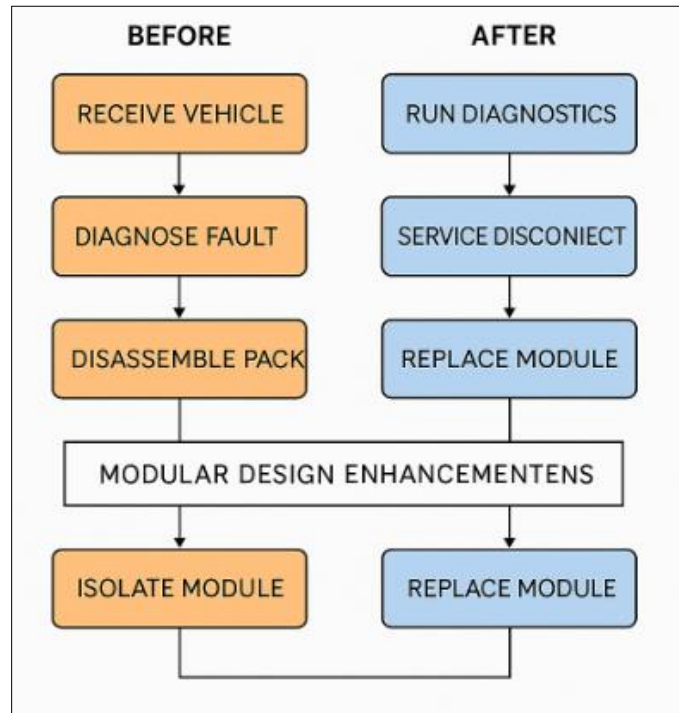 BEFORE
AFTER
RECEIVE VEHICLE
RUN DIAGNOSTICS
DIAGNOSE FAULT
SERVICE DISCONIECT
DISASSEMBLE PACK
REPLACE MODULE
MODULAR DESIGN ENHANCEMENTENS
ISOLATE MODULE
REPLACE MODULE